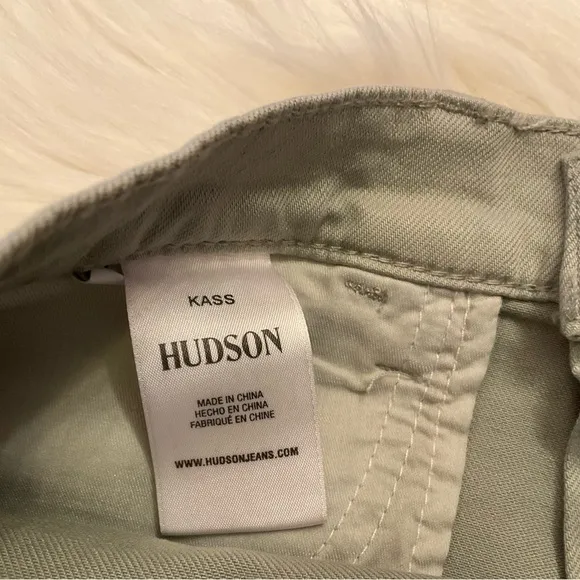 KASS
HUDSON
MADE IN CHINA
HECHO EN CHINA
FABRIQUÉ EN CHINE
WWW.HUDSONJEANS.COM